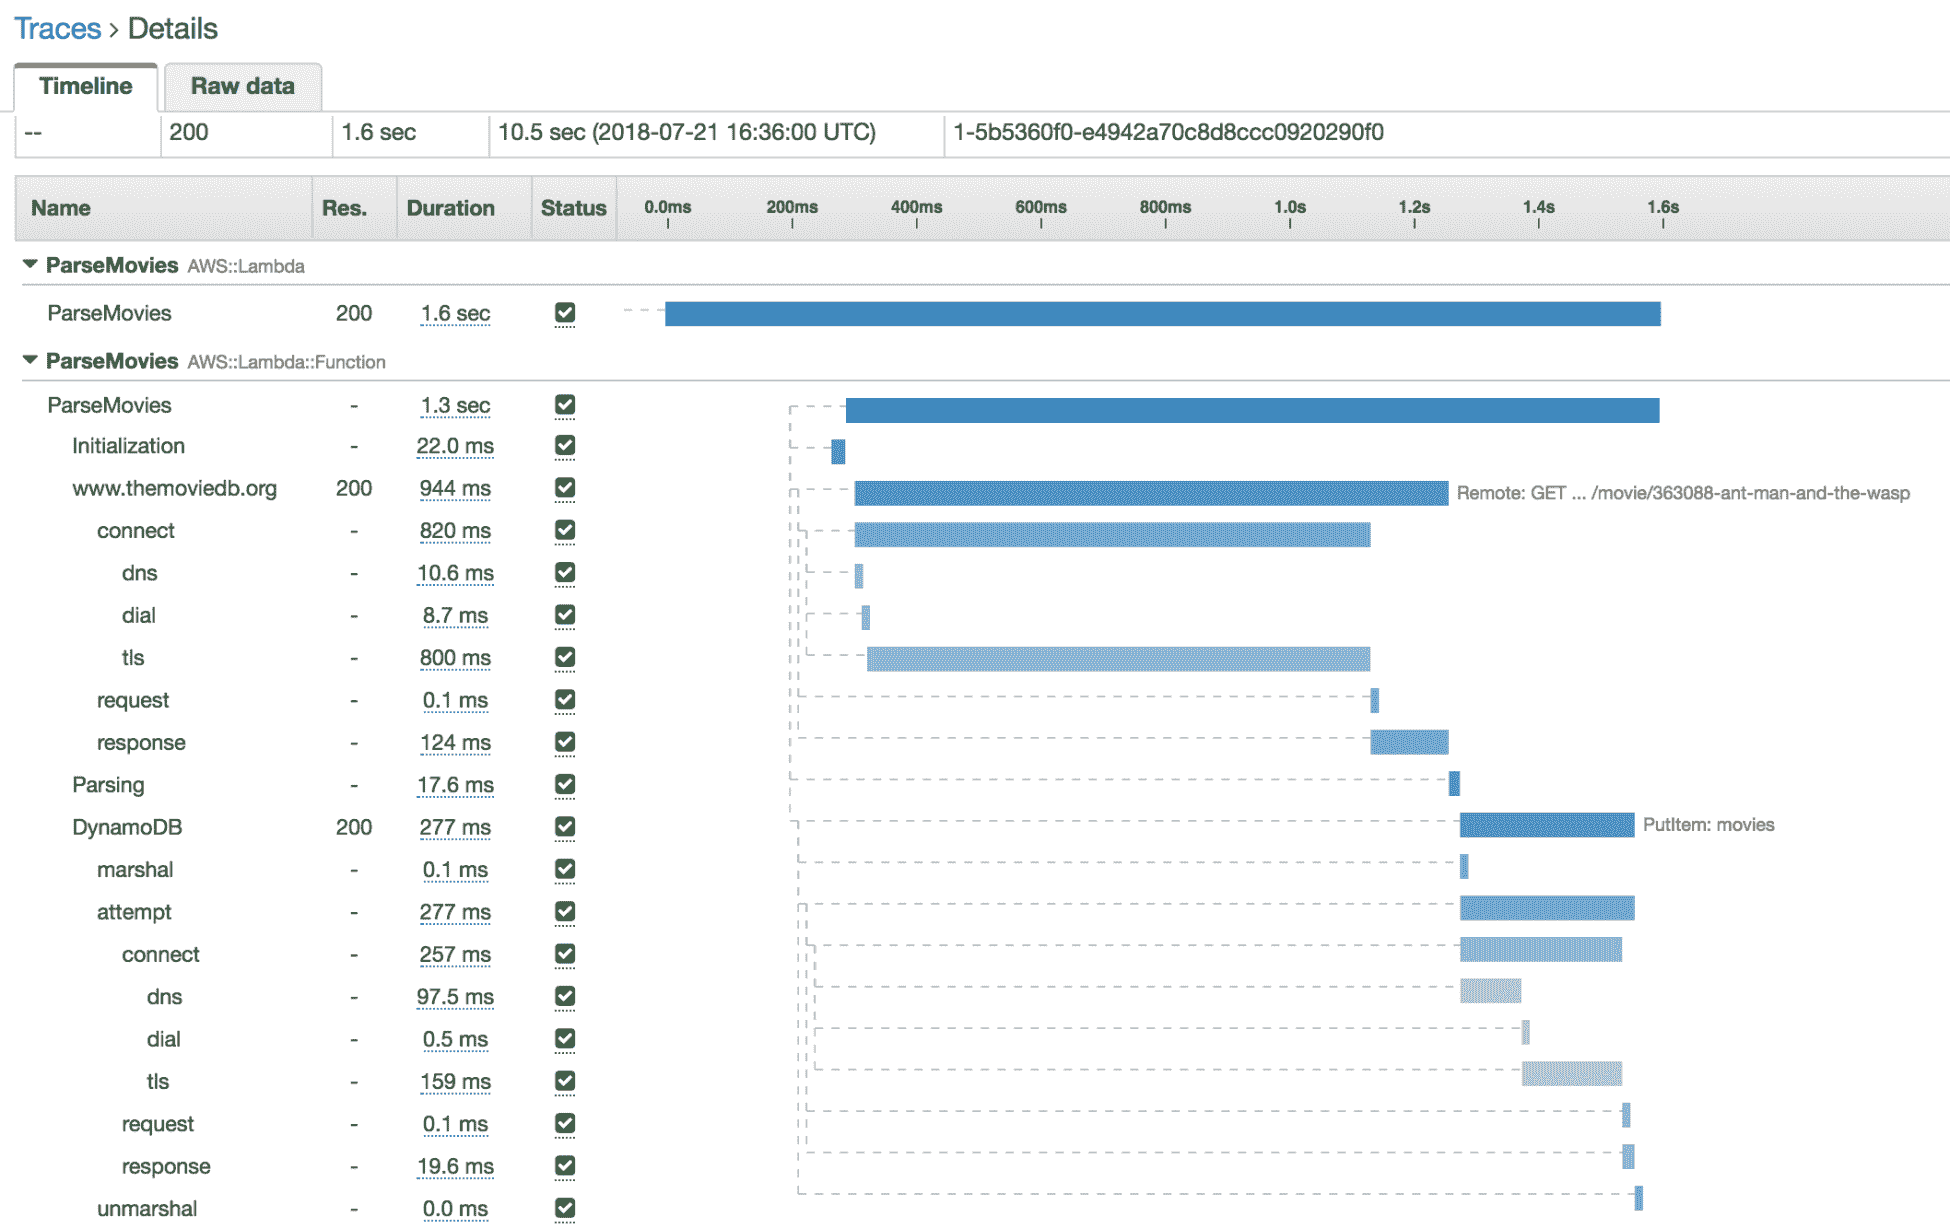 Traces > Details
Timeline Raw data
-- 200 1.6 sec 10.5 sec (2018-07-21 16:36:00 UTC) 1-5b5360f0-e4942a70c8d8ccc0920290f0
Name Res. Duration Status 0.0ms 200ms 400ms 600ms 800ms 1.0s 1.2s 1.4s 1.6s
ParseMovies AWS::Lambda
ParseMovies 200 1.6 sec
ParseMovies AWS::Lambda::Function
ParseMovies - 1.3 sec
Initialization - 22.0 ms
www.themoviedb.org 200 944 ms Remote: GET ... /movie/363088-ant-man-and-the-wasp
connect - 820 ms
dns - 10.6 ms
dial - 8.7 ms
tls - 800 ms
request - 0.1 ms
response - 124 ms
Parsing - 17.6 ms
DynamoDB 200 277 ms PutItem: movies
marshal - 0.1 ms
attempt - 277 ms
connect - 257 ms
dns - 97.5 ms
dial - 0.5 ms
tls - 159 ms
request - 0.1 ms
response - 19.6 ms
unmarshal - 0.0 ms